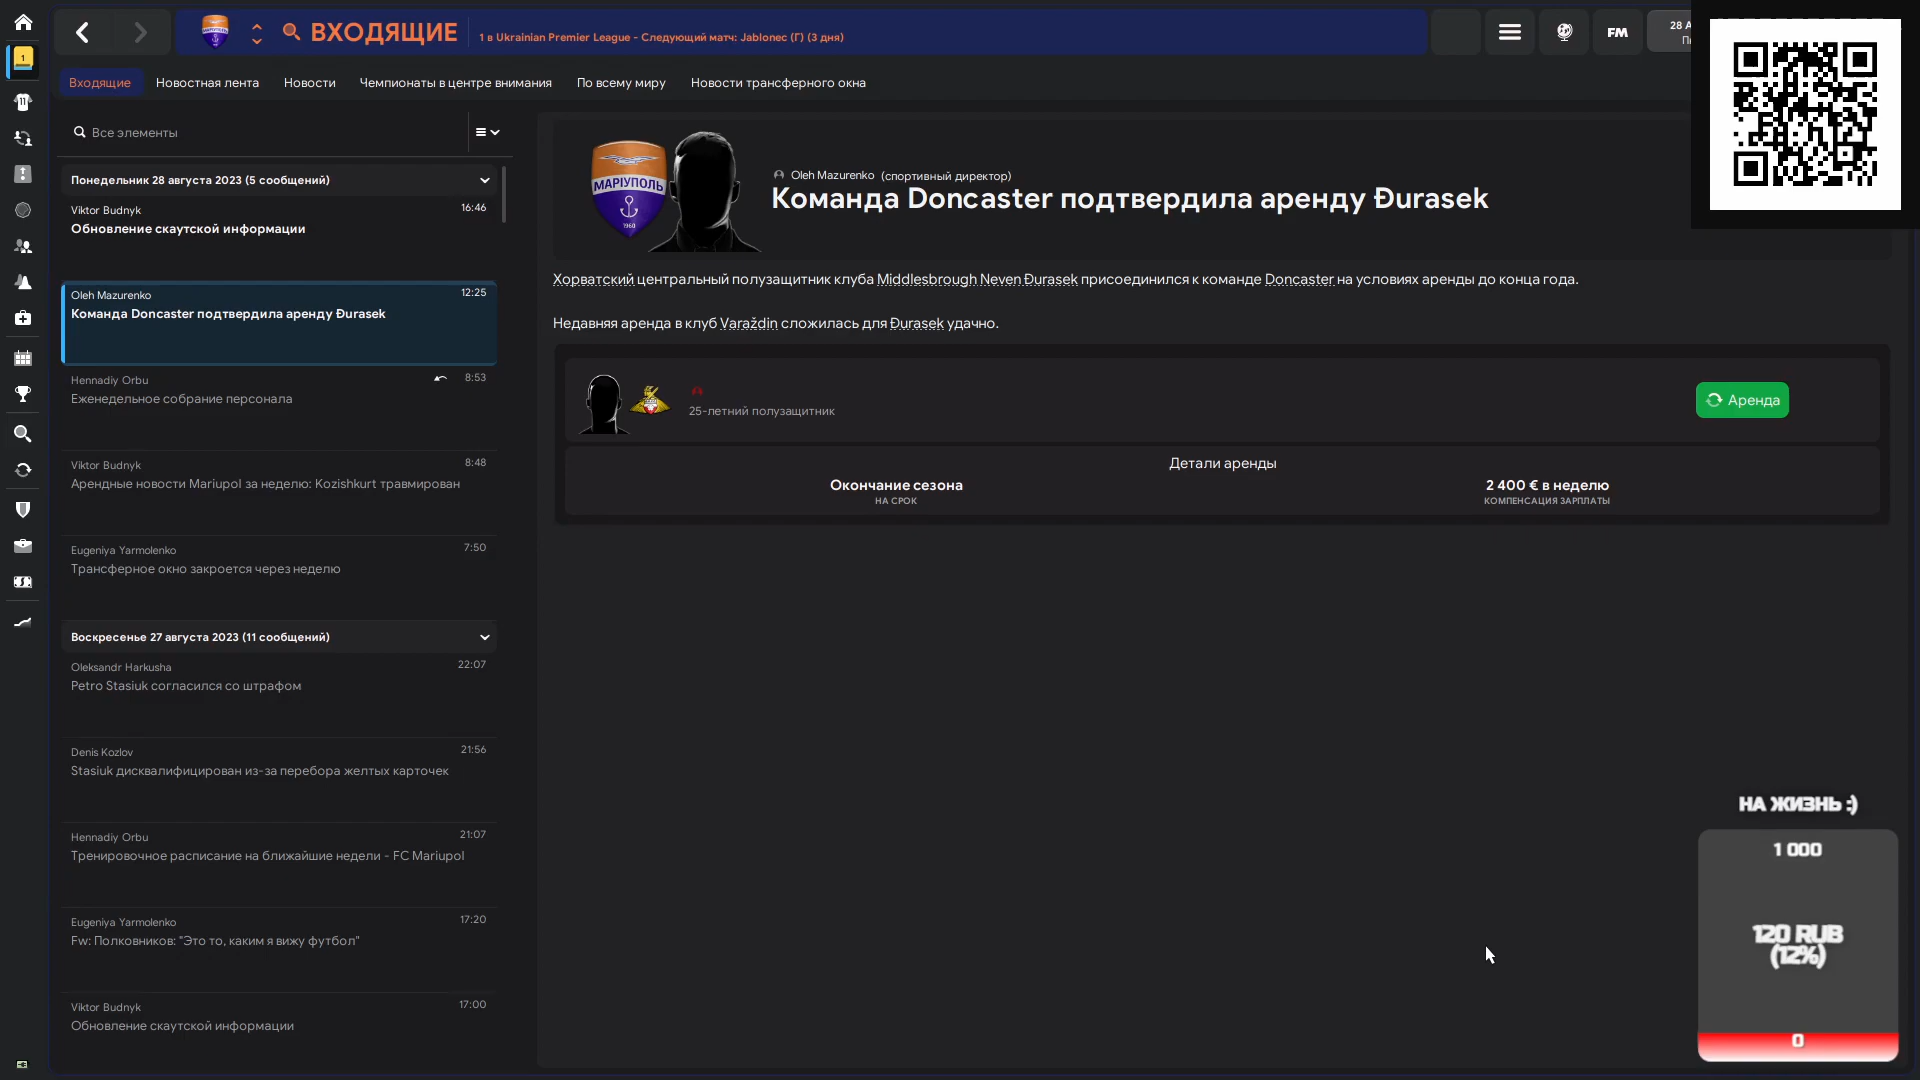 1
ВХОДЯЩИЕ
1 в Ukrainian Premier League - Следующий матч: Jablonec (Г) (3 дня)
FM
28 А
Входящие
Новостная лента
Новости
Чемпионаты в центре внимания
По всему миру
Новости трансферного окна
Все элементы
Понедельник 28 августа 2023 (5 сообщений)
Viktor Budnyk
16:46
Обновление скаутской информации
Oleh Mazurenko
12:25
Команда Doncaster подтвердила аренду Đurasek
Hennadiy Orbu
8:53
Еженедельное собрание персонала
Viktor Budnyk
8:48
Арендные новости Mariupol за неделю: Kozishkurt травмирован
Eugeniya Yarmolenko
7:50
Трансферное окно закроется через неделю
Воскресенье 27 августа 2023 (11 сообщений)
Oleksandr Harkusha
22:07
Petro Stasiuk согласился со штрафом
Denis Kozlov
21:56
Stasiuk дисквалифицирован из-за перебора желтых карточек
Hennadiy Orbu
21:07
Тренировочное расписание на ближайшие недели - FC Mariupol
Eugeniya Yarmolenko
17:20
Fw: Полковников: "Это то, каким я вижу футбол"
Viktor Budnyk
17:00
Обновление скаутской информации
МАРІУПОЛЬ
1960
Oleh Mazurenko (спортивный директор)
Команда Doncaster подтвердила аренду Đurasek
Хорватский центральный полузащитник клуба Middlesbrough Neven Đurasek присоединился к команде Doncaster на условиях аренды до конца года.
Недавняя аренда в клуб Varaždin сложилась для Đurasek удачно.
25-летний полузащитник
Аренда
Детали аренды
Окончание сезона
НА СРОК
2 400 € в неделю
КОМПЕНСАЦИЯ ЗАРПЛАТЫ
НА ЖИЗНЬ :)
1 000
120 RUB
(12%)
0